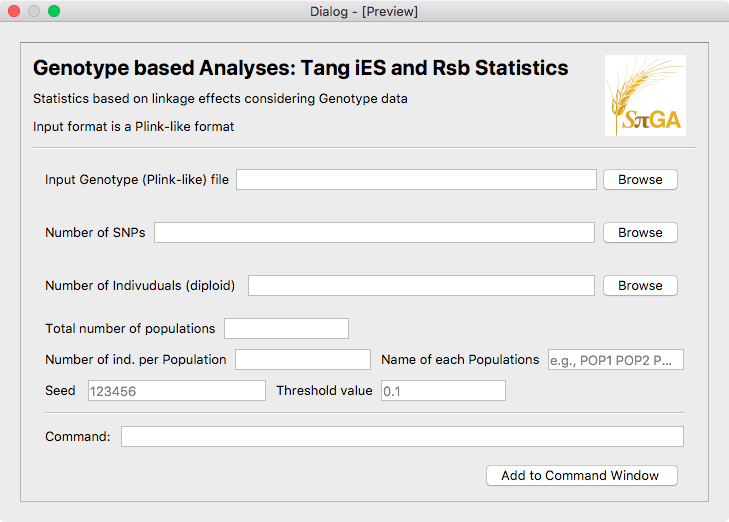 Dialog - [Preview]
Genotype based Analyses: Tang iES and Rsb Statistics
Statistics based on linkage effects considering Genotype data
Input format is a Plink-like format
SπGA
Input Genotype (Plink-like) file Browse
Number of SNPs Browse
Number of Indivuduals (diploid) Browse
Total number of populations
Number of ind. per Population Name of each Populations e.g., POP1 POP2 P...
Seed 123456 Threshold value 0.1
Command:
Add to Command Window